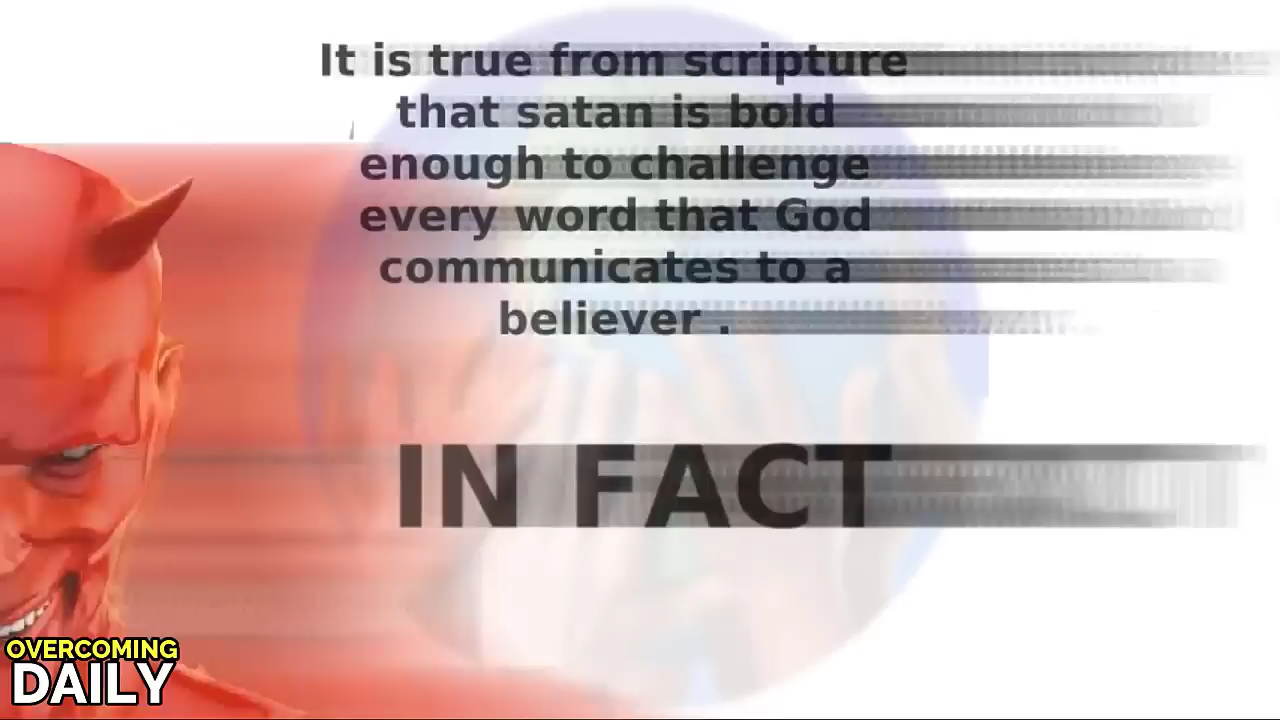 It is true from scripture
that satan is bold
enough to challenge
every word that God
communicates to a
believer .
IN FACT
OVERCOMING
DAILY